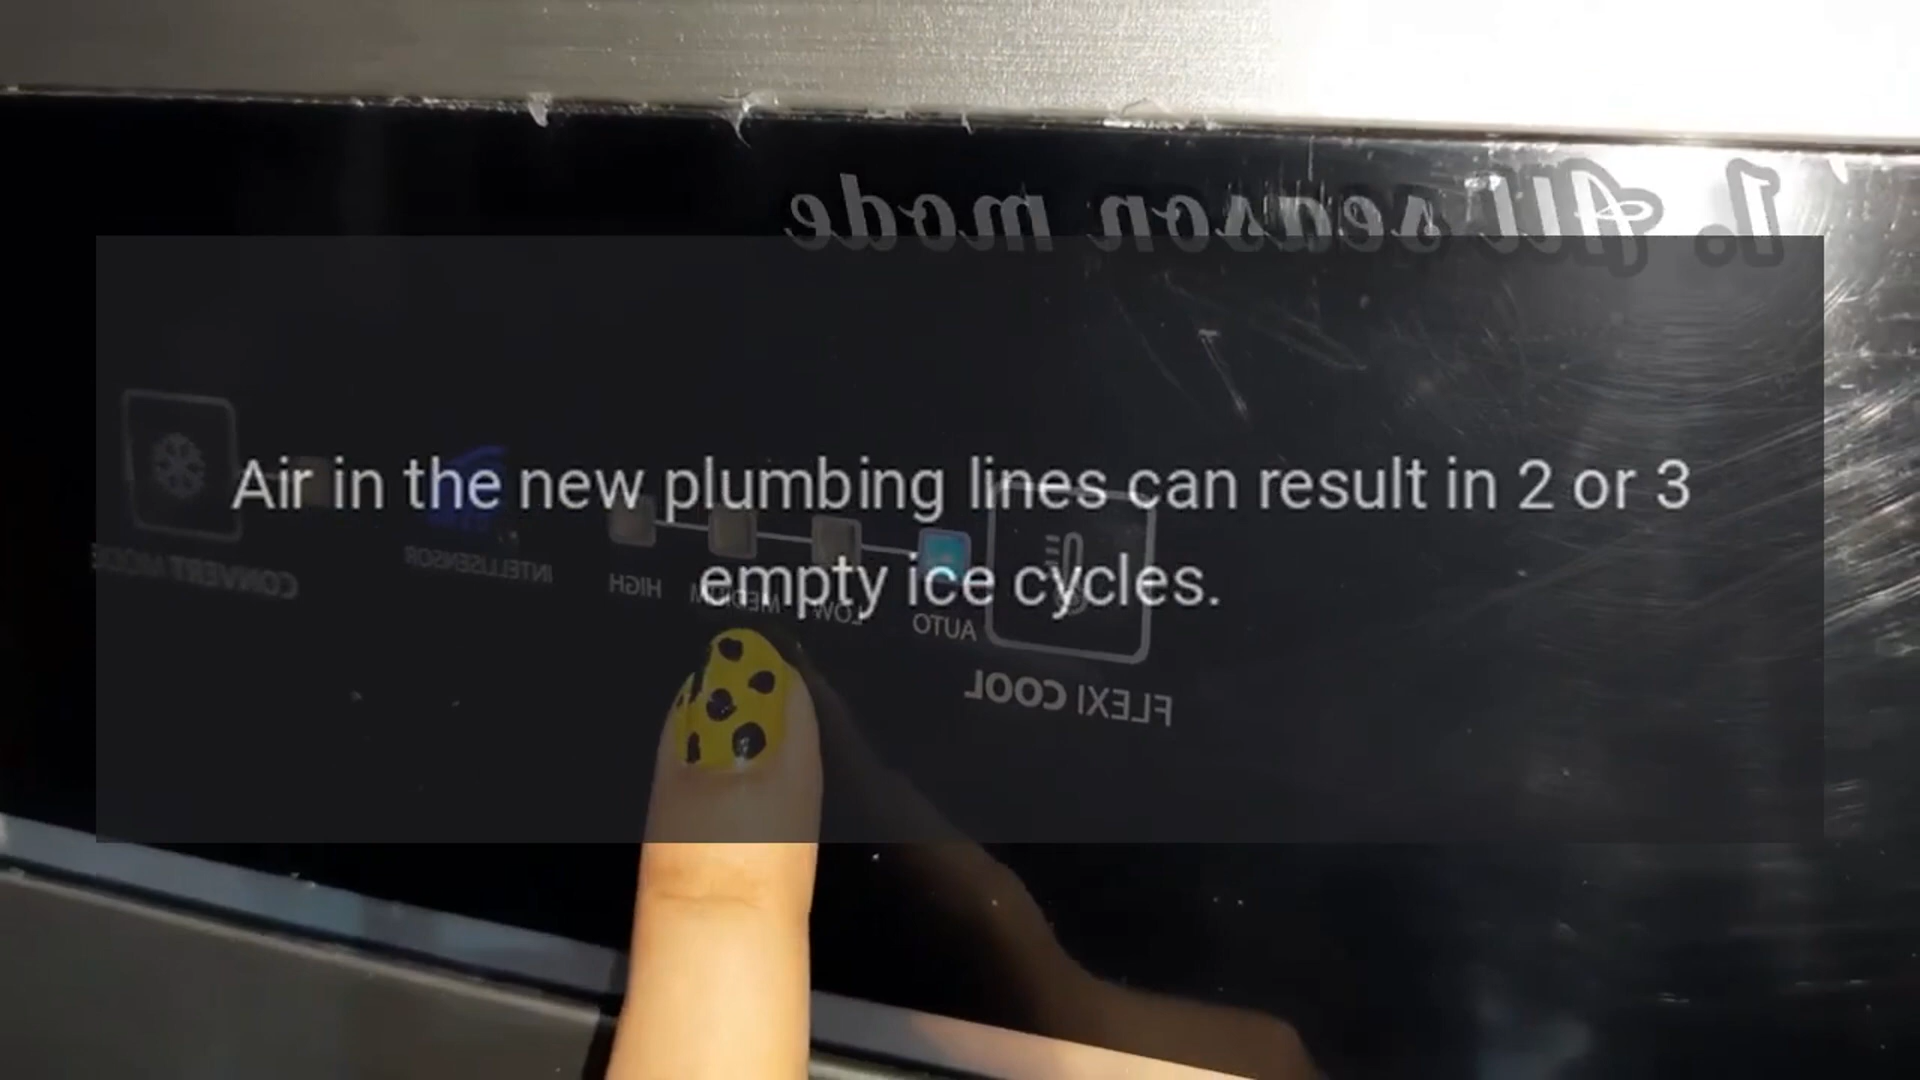 1. All season mode
Air in the new plumbing lines can result in 2 or 3
empty ice cycles.
CONVERT MODE
INTELLISENSOR
HIGH
MEDIUM
LOW
AUTO
FLEXI COOL